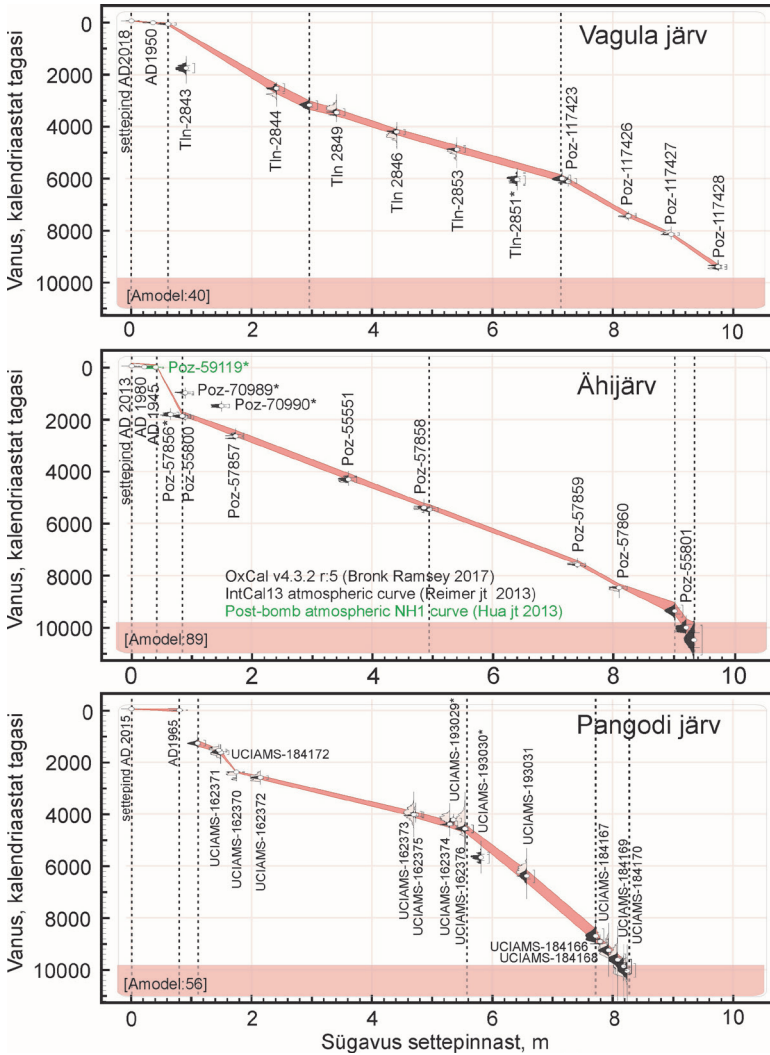 Vagula järv
Vanus, kalendriaastat tagasi
0
2000
4000
6000
8000
10000
settepind AD2018
AD1950
Tln-2843
Tln-2844
Tln 2849
Tln 2846
Tln-2853
Tln-2851*
Poz-117423
Poz-117426
Poz-117427
Poz-117428
[Amodel:40]
0
2
4
6
8
10
Ähijärv
Vanus, kalendriaastat tagasi
0
2000
4000
6000
8000
10000
settepind AD 2013
AD 1980
AD 1945
Poz-59119*
Poz-70989*
Poz-70990*
Poz-57856*
Poz-55800
Poz-57857
Poz-55551
Poz-57858
Poz-57859
Poz-57860
Poz-55801
OxCal v4.3.2 r:5 (Bronk Ramsey 2017)
IntCal13 atmospheric curve (Reimer jt 2013)
Post-bomb atmospheric NH1 curve (Hua jt 2013)
[Amodel:89]
0
2
4
6
8
10
Pangodi järv
Vanus, kalendriaastat tagasi
0
2000
4000
6000
8000
10000
settepind AD 2015
AD1965
UCIAMS-184172
UCIAMS-162371
UCIAMS-162370
UCIAMS-162372
UCIAMS-162373
UCIAMS-162375
UCIAMS-162374
UCIAMS-162376
UCIAMS-193029*
UCIAMS-193030*
UCIAMS-193031
UCIAMS-184167
UCIAMS-184169
UCIAMS-184170
UCIAMS-184166
UCIAMS-184168
[Amodel:56]
0
2
4
6
8
10
Sügavus settepinnast, m